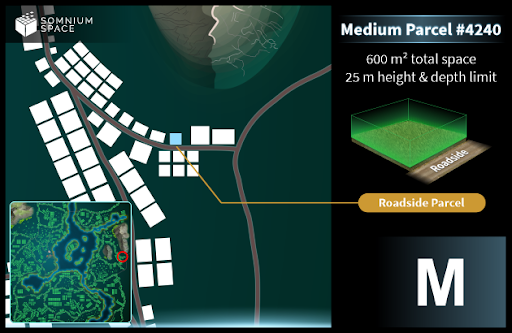 SOMNIUM
SPACE
Medium Parcel #4240
600 m² total space
25 m height & depth limit
Roadside
Roadside Parcel
M